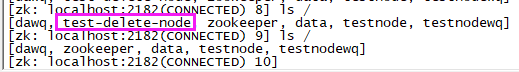 [zk: localhost:2182(CONNECTED) 8] ls /
[dawq, test-delete-node, zookeeper, data, testnode, testnodewq]
[zk: localhost:2182(CONNECTED) 9] ls /
[dawq, zookeeper, data, testnode, testnodewq]
[zk: localhost:2182(CONNECTED) 10]